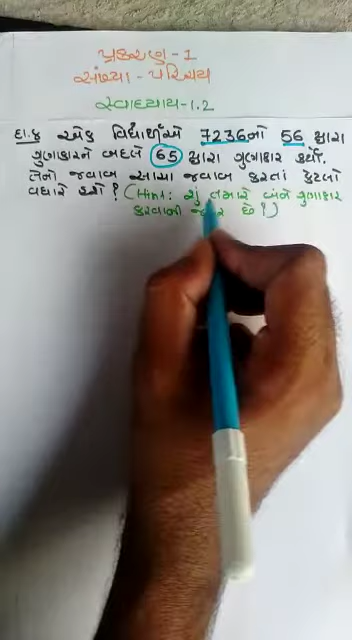 પ્રકરણ-1
સંખ્યા-પરિચય
સ્વાધ્યાય-1.2
દા.8 એક વિદ્યાર્થીએ 7236નો 56 દ્વારા
ગુણાકારને બદલે 65 દ્વારા ગુણાકાર કર્યો.
તેનો જવાબ સાચા જવાબ કરતાં કેટલો
વધારે હશે? (Hint: શું તમારે બંને ગુણાકાર
કરવાની જરૂર છે?)